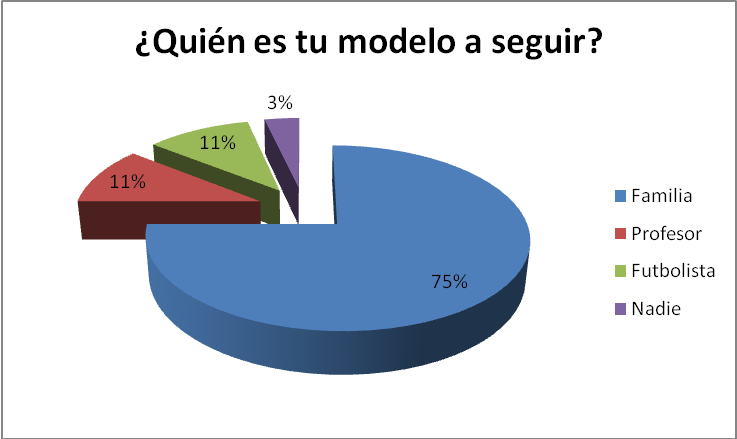 ¿Quién es tu modelo a seguir?
3%
11%
11%
75%
Familia
Profesor
Futbolista
Nadie